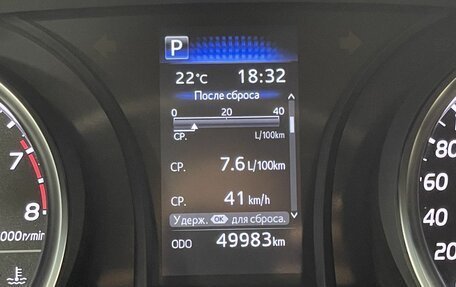 P
22°C 18:32
После сброса
0 20 40
СР. L/100km
СР. 7.6 L/100km
СР. 41 km/h
Удерж. OK для сброса.
ODO 49983 km
7
8
000r/min
80
60
40
20